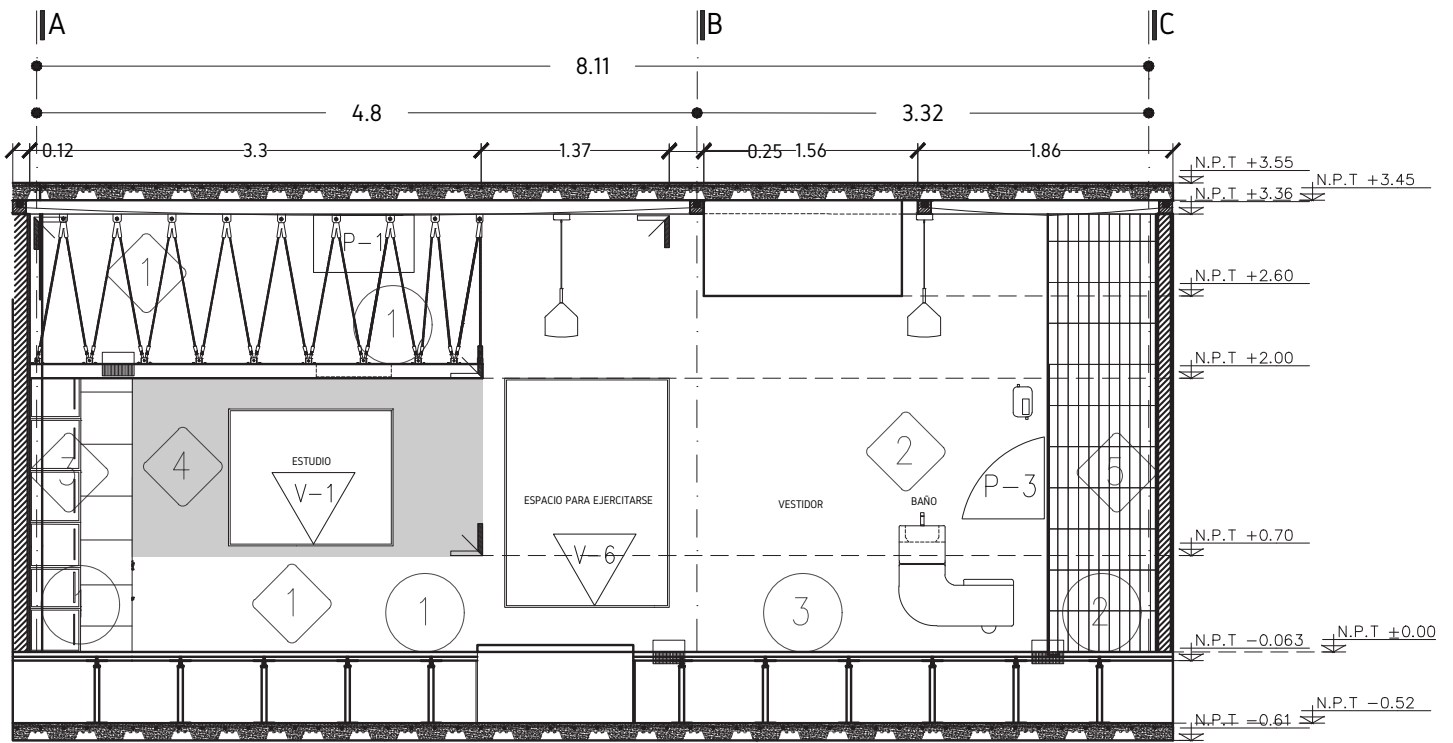 A
B
C
8.11
4.8
3.32
0.12
3.3
1.37
0.25
1.56
1.86
N.P.T +3.55
N.P.T +3.45
N.P.T +3.36
P-1
1
1
N.P.T +2.60
N.P.T +2.00
3
4
ESTUDIO
V-1
ESPACIO PARA EJERCITARSE
V-6
VESTIDOR
2
BAÑO
P-3
5
N.P.T +0.70
1
1
3
2
N.P.T -0.063
N.P.T ±0.00
N.P.T -0.52
N.P.T -0.61